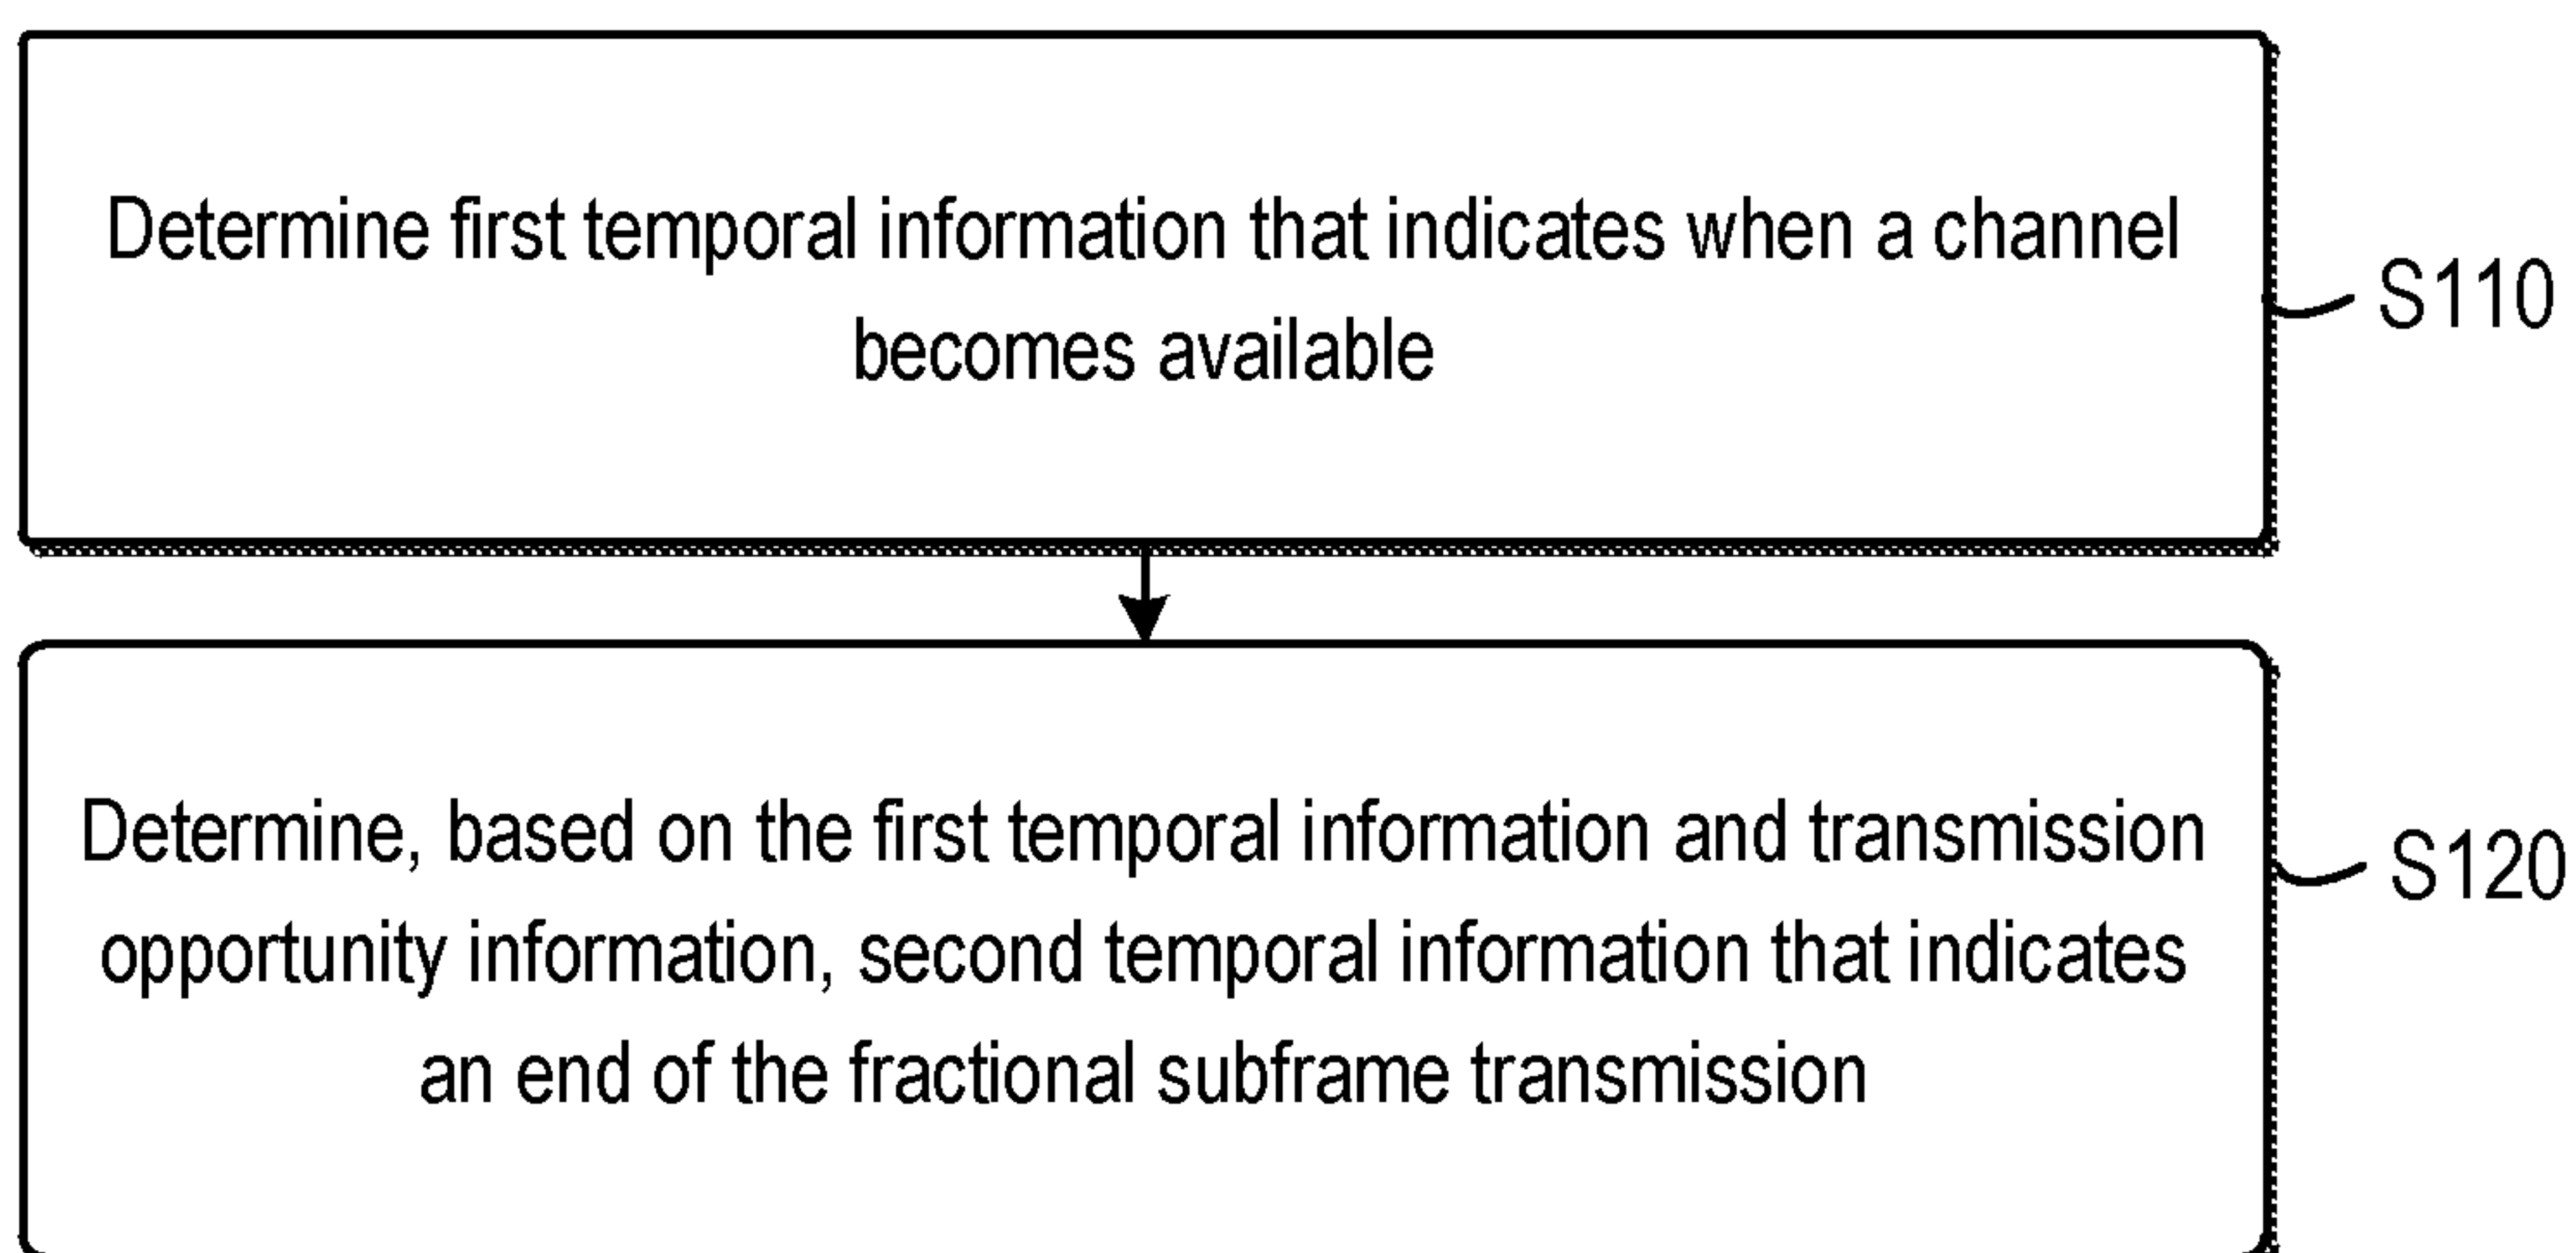 Determine first temporal information that indicates when a channel
becomes available
S110
Determine, based on the first temporal information and transmission
opportunity information, second temporal information that indicates
an end of the fractional subframe transmission
S120